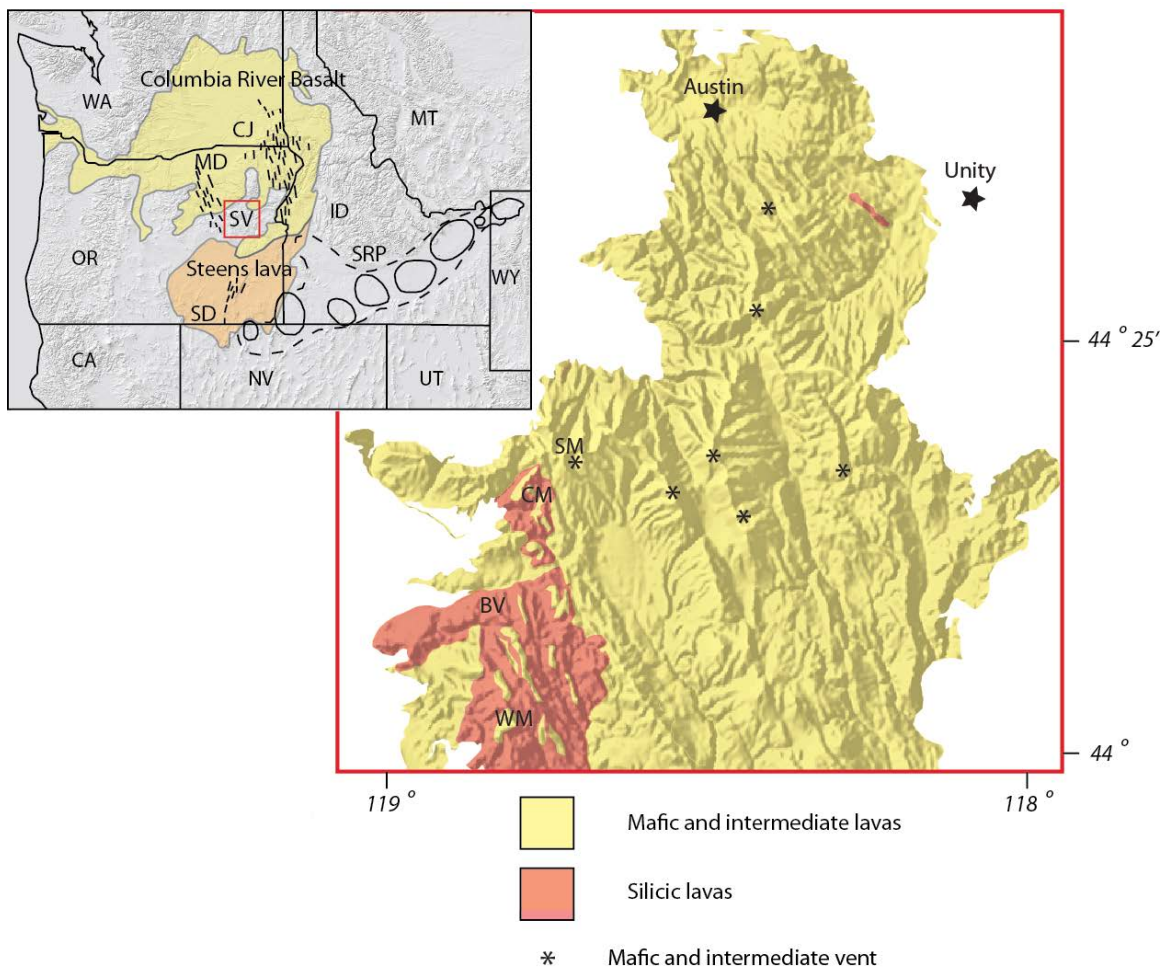 Columbia River Basalt
WA
CJ
MT
MD
SV
ID
OR
SRP
WY
Steens lava
SD
CA
NV
UT
Austin
Unity
44 ° 25'
SM
CM
BV
WM
44 °
119 °
118 °
Mafic and intermediate lavas
Silicic lavas
* Mafic and intermediate vent